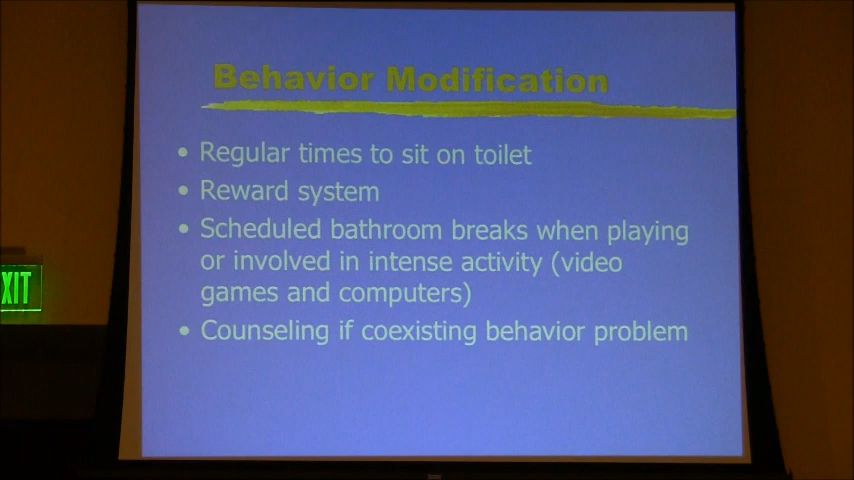 Behavior Modification
• Regular times to sit on toilet
• Reward system
• Scheduled bathroom breaks when playing
or involved in intense activity (video
games and computers)
• Counseling if coexisting behavior problem
XIT